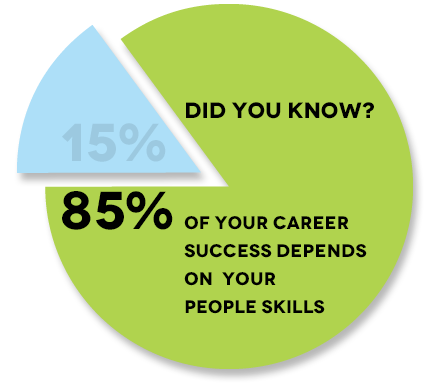 DID YOU KNOW?
15%
85%
OF YOUR CAREER
SUCCESS DEPENDS
ON YOUR
PEOPLE SKILLS